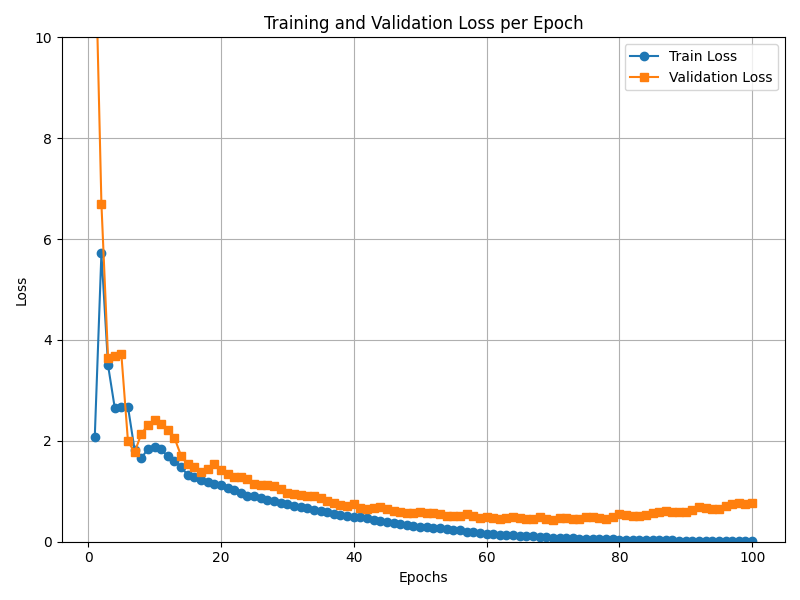 Training and Validation Loss per Epoch
Train Loss
Validation Loss
10
8
6
4
2
0
Loss
0 20 40 60 80 100
Epochs